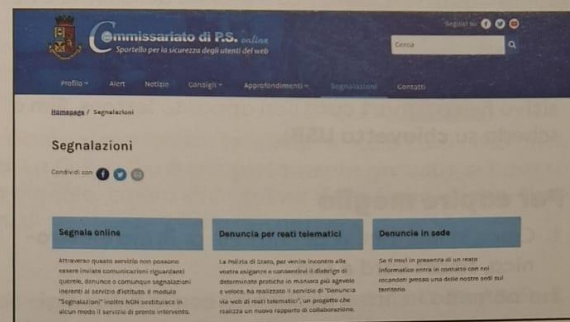 Commissariato di P.S. online
Sportello per la sicurezza degli utenti del web
Seguici su:
Cerca
Profilo Alert Notizie Consigli Approfondimenti Segnalazioni Contatti
Homepage / Segnalazioni
Segnalazioni
Condividi con
Segnala online
Attraverso questo servizio non possono
essere inviate comunicazioni riguardanti
querele, denunce o comunque segnalazioni
inerenti al servizio d'istituto. Il modulo
"Segnalazioni" inoltre NON sostituisce in
alcun modo il servizio di pronto intervento.
Denuncia per reati telematici
La Polizia di Stato, per venire incontro alle
vostre esigenze e consentirvi il disbrigo di
determinate pratiche in maniera più agevole
e veloce, ha realizzato il servizio di "Denuncia
via web di reati telematici", un progetto che
realizza un nuovo rapporto di collaborazione.
Denuncia in sede
Se ti trovi in presenza di un reato
informatico entra in contatto con noi
recandoti presso una delle nostre sedi sul
territorio.